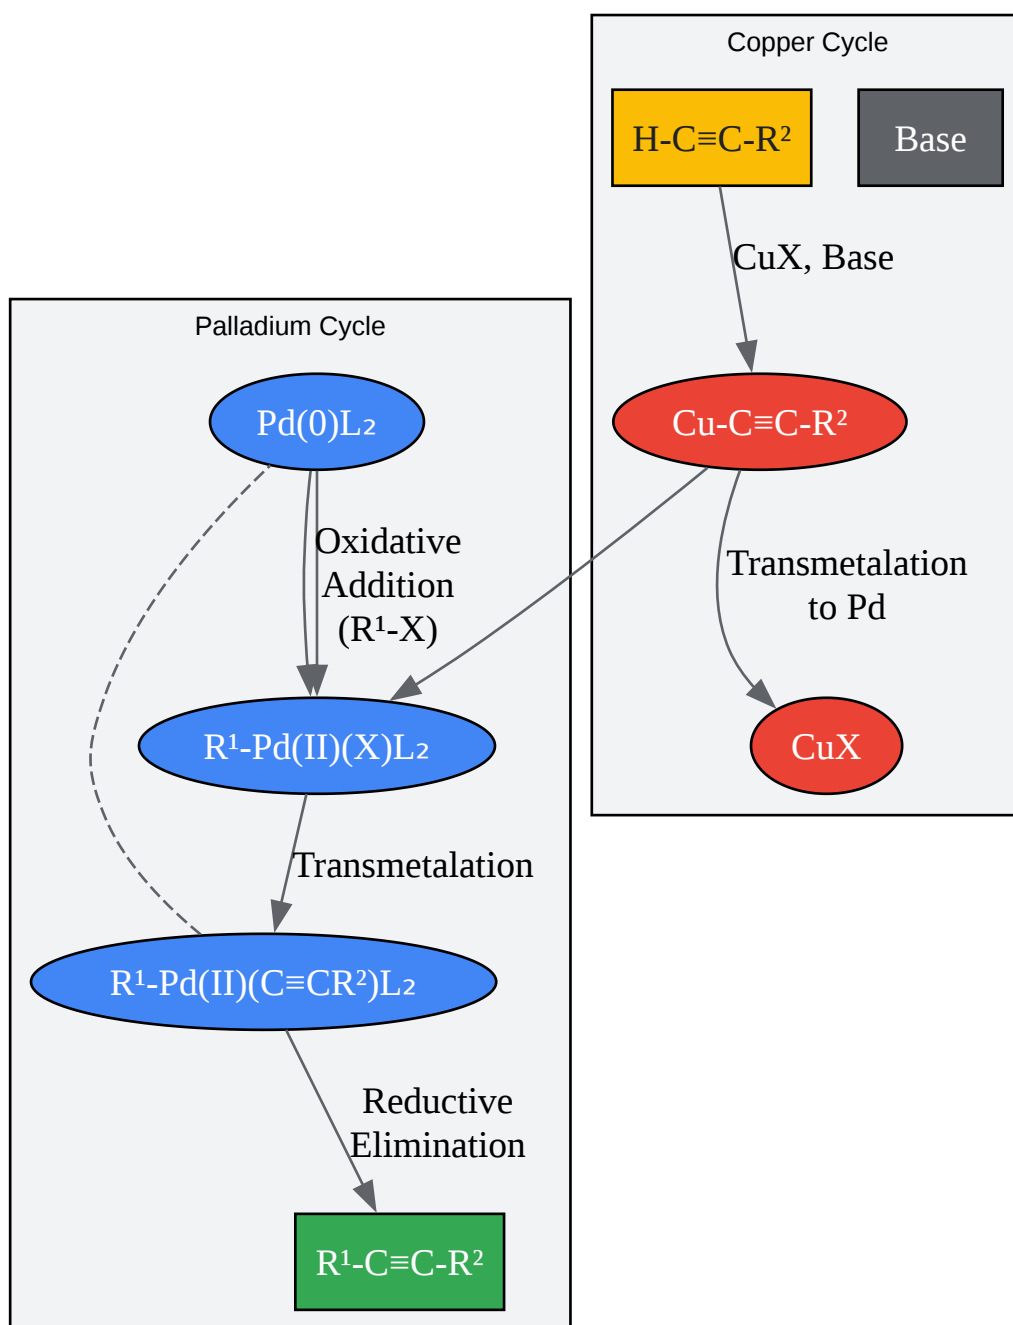 Copper Cycle
H-C≡C-R²
Base
CuX, Base
Palladium Cycle
Pd(0)L₂
Cu-C≡C-R²
Oxidative
Addition
(R¹-X)
Transmetalation
to Pd
R¹-Pd(II)(X)L₂
CuX
Transmetalation
R¹-Pd(II)(C≡CR²)L₂
Reductive
Elimination
R¹-C≡C-R²